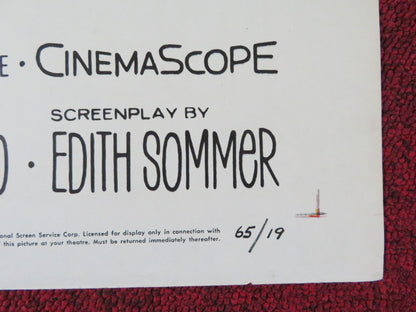 E · CINEMASCOPE
SCREENPLAY BY
· EDITH SOMMER
onal Screen Service Corp. Licensed for display only in connection with
this picture at your theatre. Must be returned immediately thereafter.
65/19